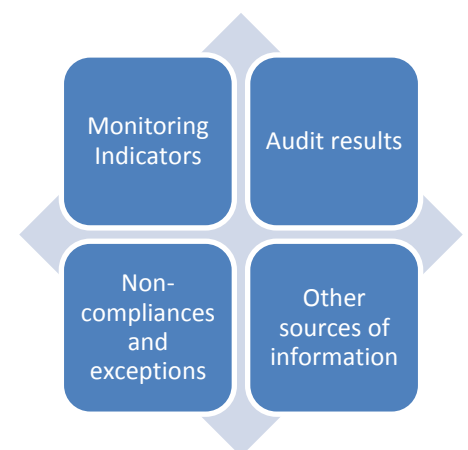 Monitoring
Indicators
Audit results
Non-
compliances
and
exceptions
Other
sources of
information